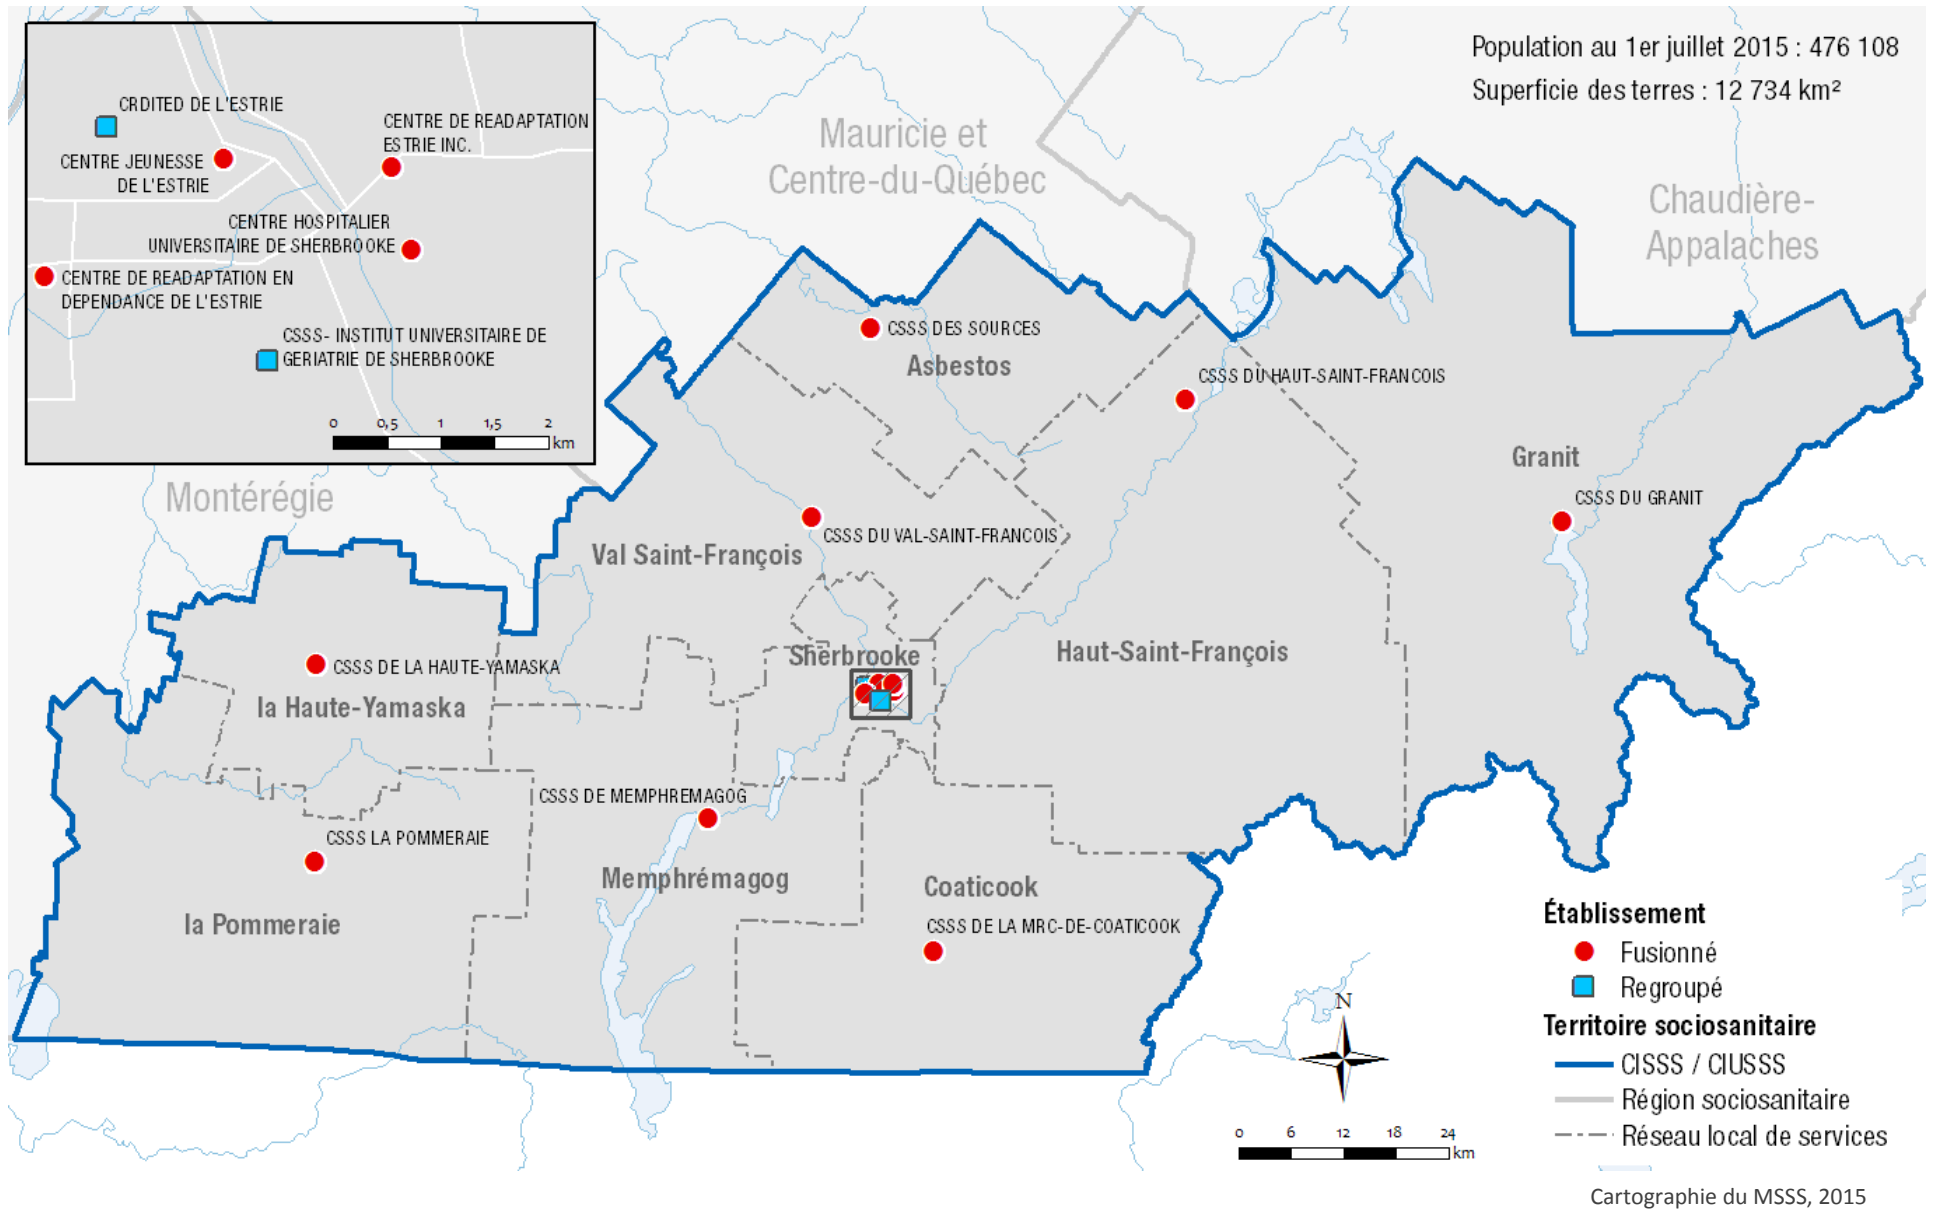 Population au 1er juillet 2015 : 476 108
Superficie des terres : 12 734 km²
CRDITED DE L'ESTRIE
CENTRE DE READAPTATION
ESTRIE INC.
CENTRE JEUNESSE
DE L'ESTRIE
CENTRE HOSPITALIER
UNIVERSITAIRE DE SHERBROOKE
CENTRE DE READAPTATION EN
DEPENDANCE DE L'ESTRIE
CSSS- INSTITUT UNIVERSITAIRE DE
GERIATRIE DE SHERBROOKE
0 0,5 1 1,5 2
km
Mauricie et
Centre-du-Québec
Chaudière-
Appalaches
Montérégie
CSSS DES SOURCES
Asbestos
CSSS DU HAUT-SAINT-FRANCOIS
Granit
CSSS DU GRANIT
CSSS DU VAL-SAINT-FRANCOIS
Val Saint-François
Haut-Saint-François
Sherbrooke
CSSS DE LA HAUTE-YAMASKA
la Haute-Yamaska
CSSS DE MEMPHREMAGOG
CSSS LA POMMERAIE
Memphrémagog
Coaticook
la Pommeraie
CSSS DE LA MRC-DE-COATICOOK
Établissement
Fusionné
Regroupé
Territoire sociosanitaire
CISSS / CIUSSS
Région sociosanitaire
Réseau local de services
N
0 6 12 18 24
km
Cartographie du MSSS, 2015